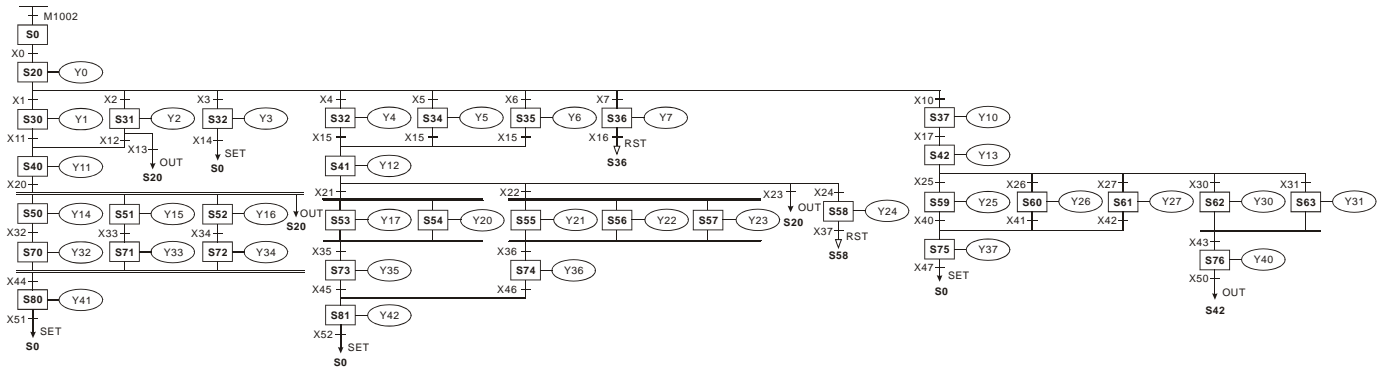 M1002
S0
X0
S20 Y0
X1 X2 X3 X4 X5 X6 X7 X10
S30 Y1 S31 Y2 S32 Y3 S32 Y4 S34 Y5 S35 Y6 S36 Y7 S37 Y10
X11 X12 X13 X14 X15 X15 X15 X16 X17
OUT SET RST
S20 S0 S36
S40 Y11 S41 Y12 S42 Y13
X20 X21 X22 X23 X24 X25 X26 X27 X30 X31
OUT OUT
S20 S20
S50 Y14 S51 Y15 S52 Y16 S53 Y17 S54 Y20 S55 Y21 S56 Y22 S57 Y23 S58 Y24 S59 Y25 S60 Y26 S61 Y27 S62 Y30 S63 Y31
X32 X33 X34 X37 RST X40 X41 X42
S58
S70 Y32 S71 Y33 S72 Y34 X35 X36 S75 Y37 X43
S73 Y35 S74 Y36 X47 SET S76 Y40
S0
X44 X45 X46 X50 OUT
S42
S80 Y41 S81 Y42
X51 SET X52 SET
S0 S0